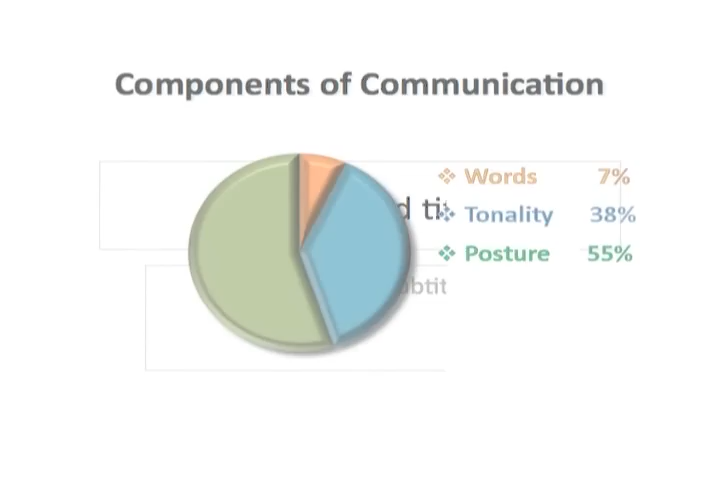 Components of Communication
❖ Words 7%
❖ Tonality 38%
❖ Posture 55%